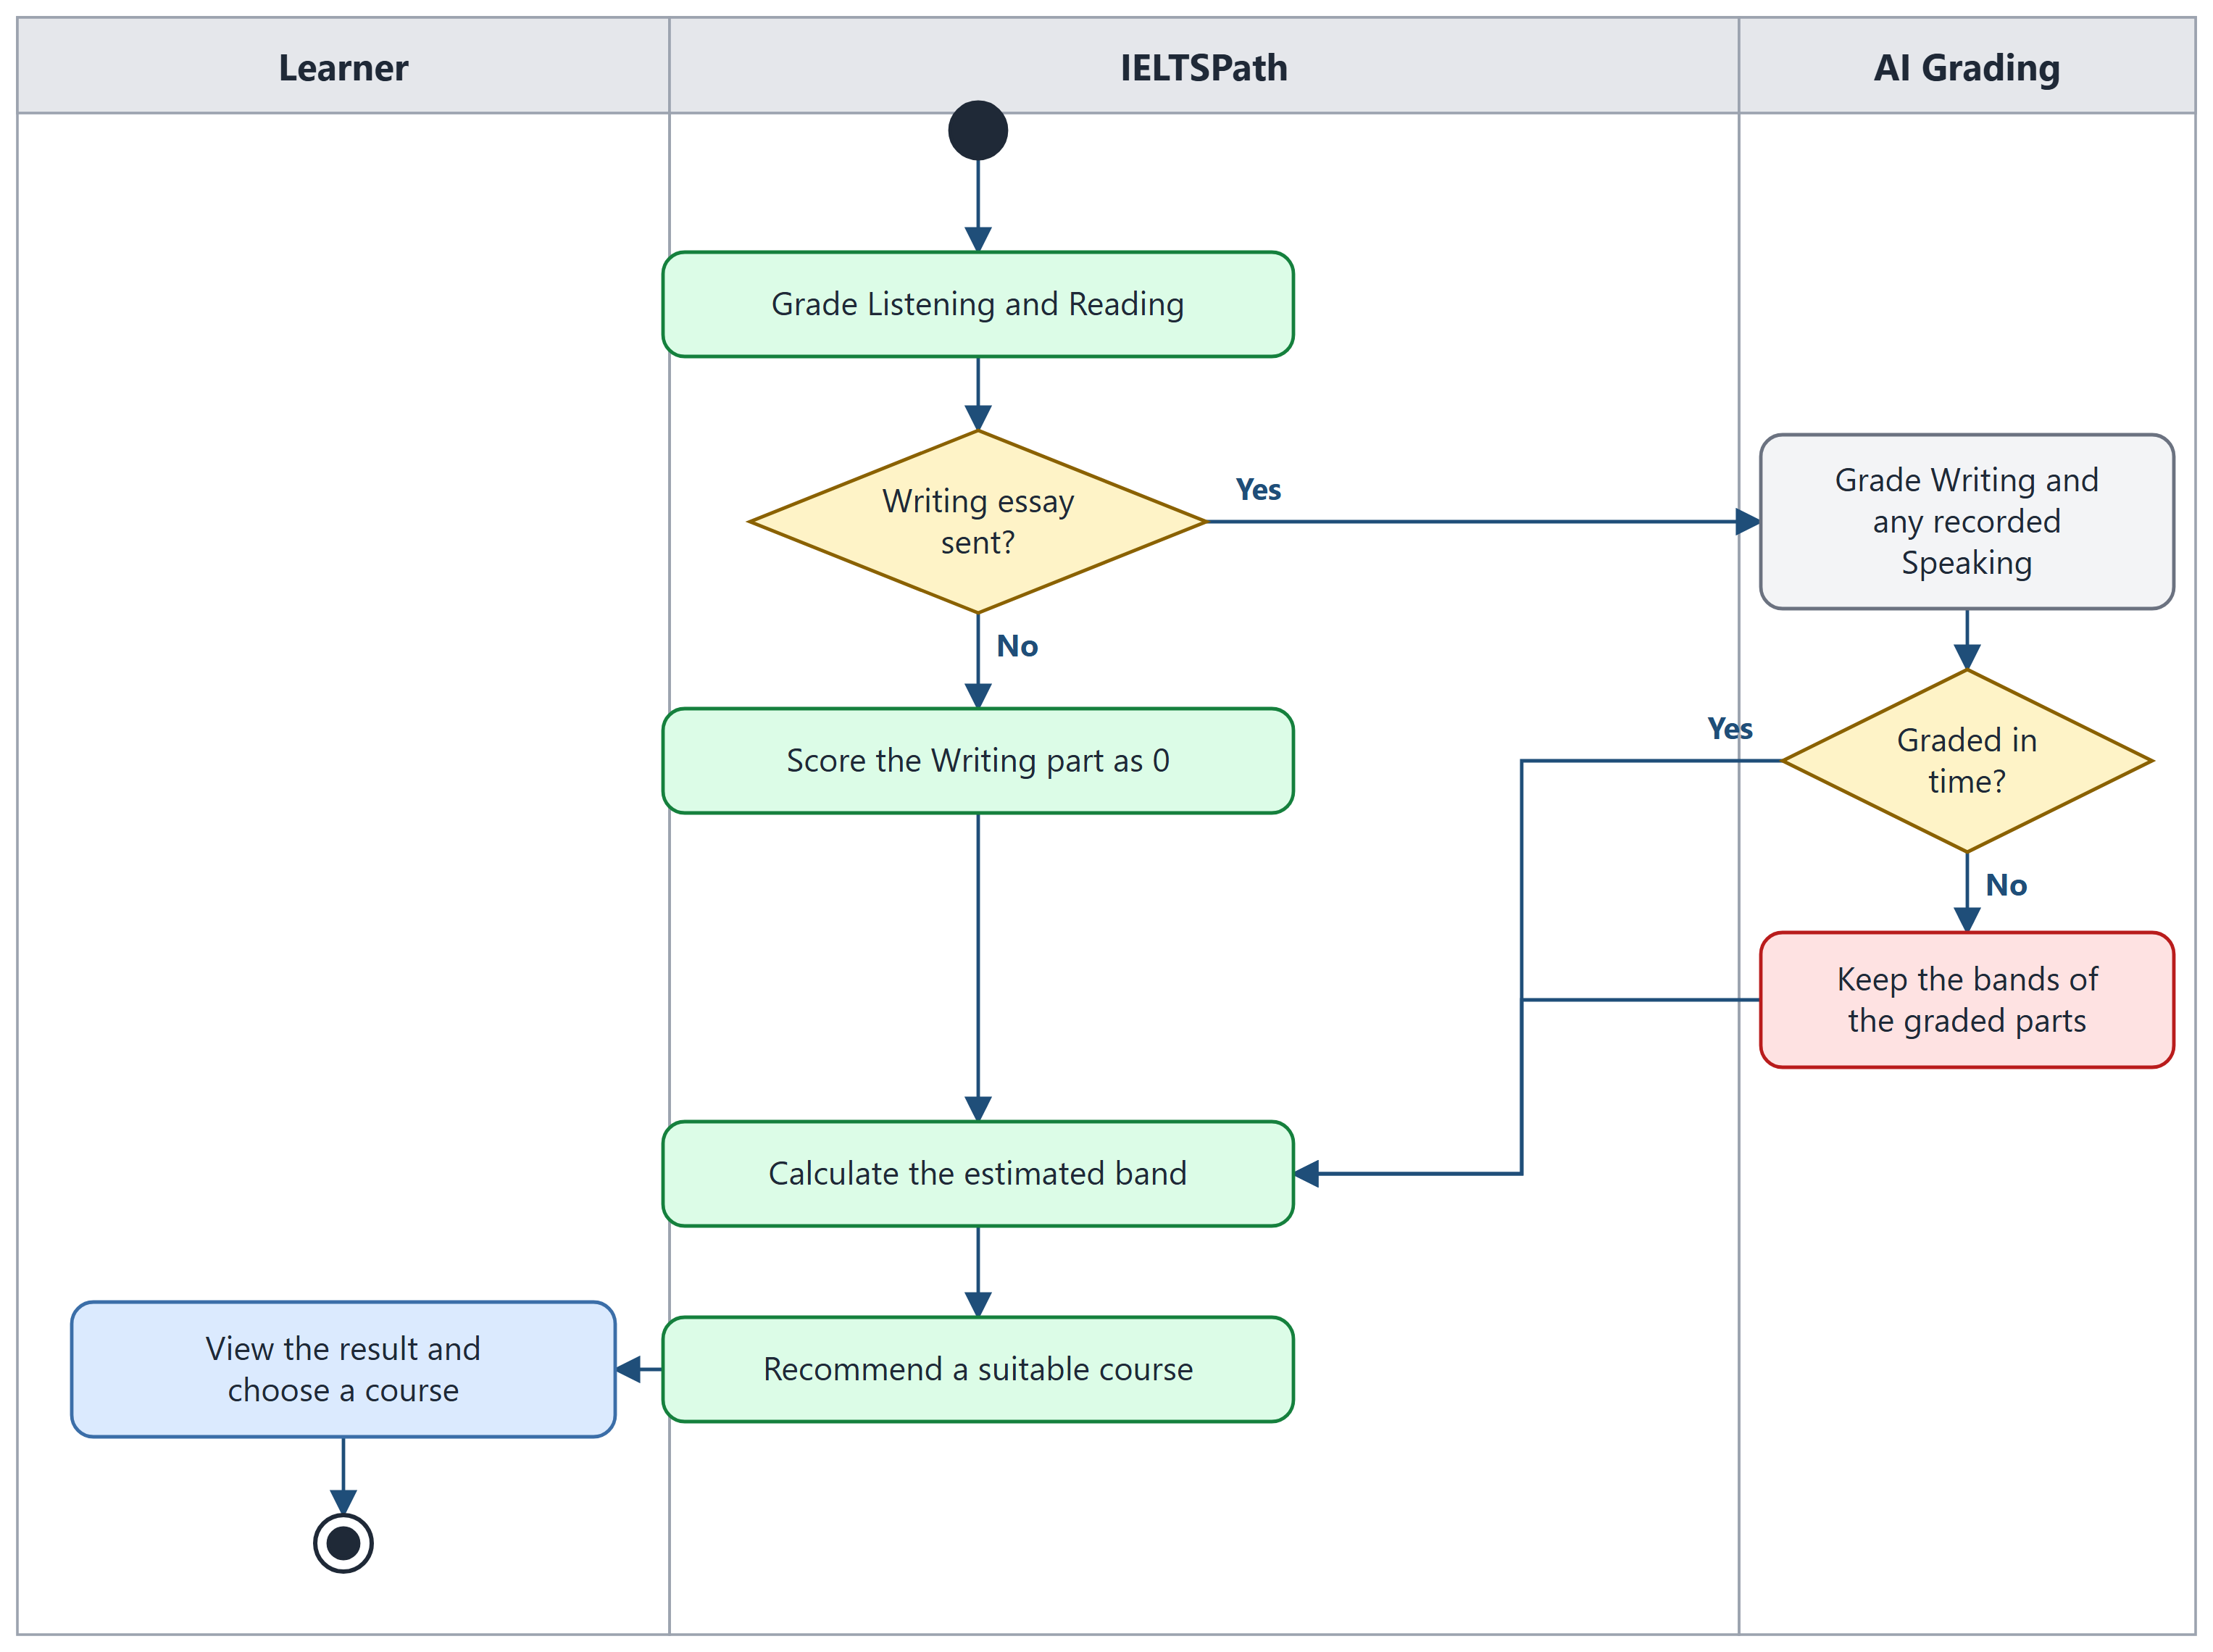 Learner
IELTSPath
AI Grading
Grade Listening and Reading
Writing essay
sent?
Yes
Grade Writing and
any recorded
Speaking
No
Score the Writing part as 0
Yes
Graded in
time?
No
Keep the bands of
the graded parts
Calculate the estimated band
Recommend a suitable course
View the result and
choose a course